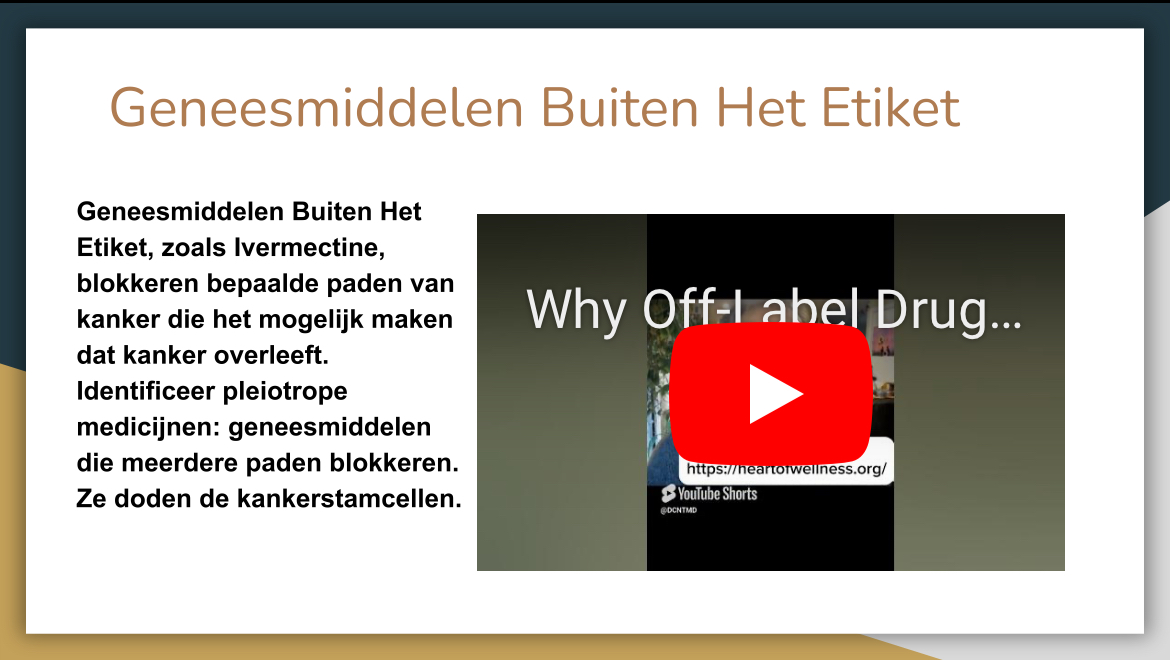 Geneesmiddelen Buiten Het Etiket
Geneesmiddelen Buiten Het
Etiket, zoals Ivermectine,
blokkeren bepaalde paden van
kanker die het mogelijk maken
dat kanker overleeft.
Identificeer pleiotrope
medicijnen: geneesmiddelen
die meerdere paden blokkeren.
Ze doden de kankerstamcellen.
Why Off-Label Drug...
https://heartofwellness.org/
YouTube Shorts
@DCNTMD